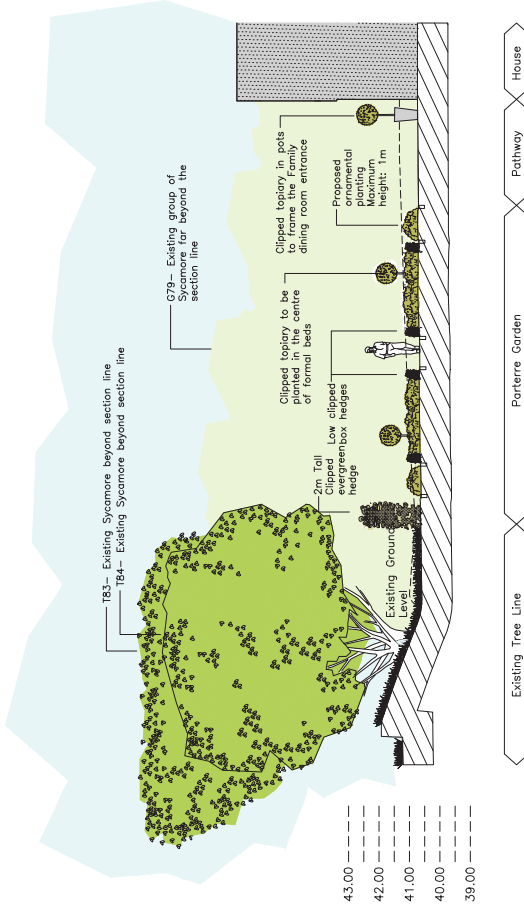 T83- Existing Sycamore beyond section line
T84- Existing Sycamore beyond section line
G79- Existing group of
Sycamore far beyond the
section line
Clipped topiary in pots
to frame the Family
dining room entrance
Clipped topiary to be
planted in the centre
of formal beds
Proposed
ornamental
planting
Maximum
height: 1m
Low clipped
box hedges
2m Tall
Clipped
evergreen
hedge
Existing Ground
Level
43.00
42.00
41.00
40.00
39.00
Existing Tree Line
Parterre Garden
Pathway
House